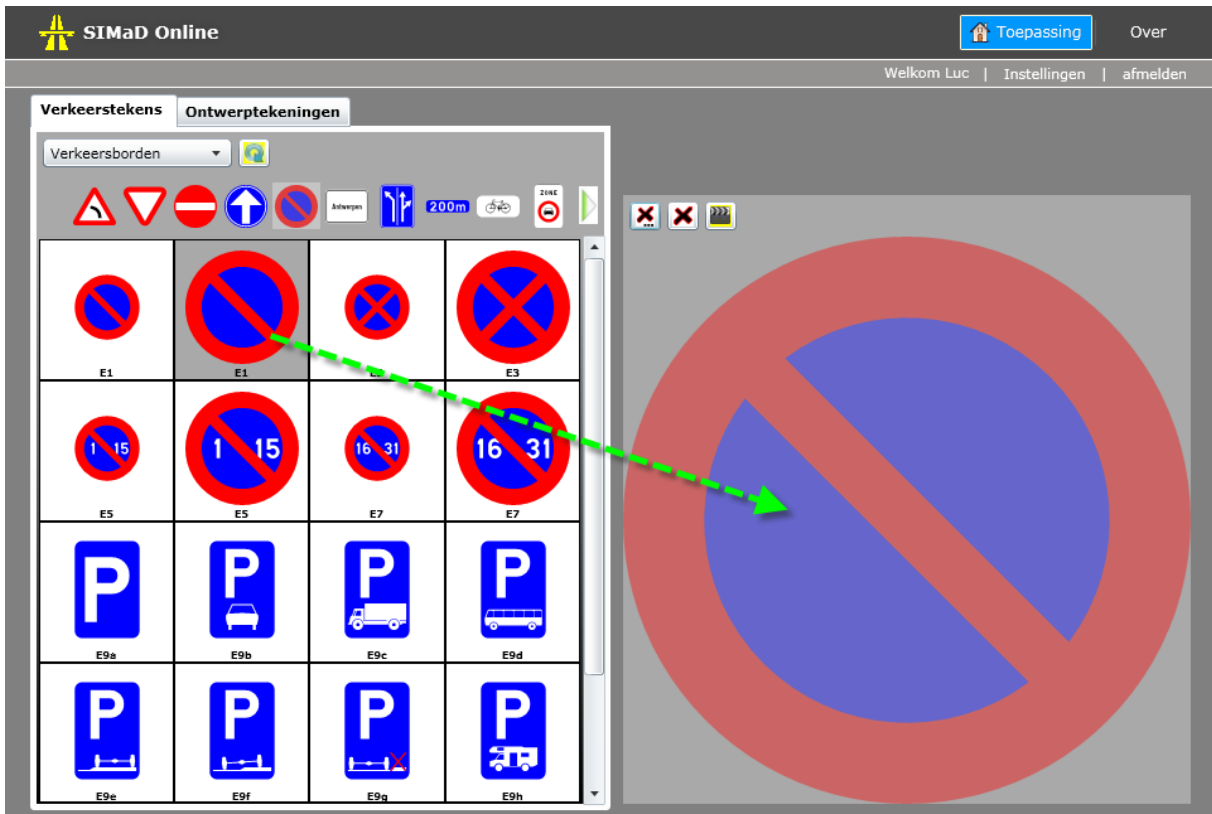 SIMaD Online
Toepassing
Over
Welkom Luc | Instellingen | afmelden
Verkeerstekens
Ontwerptekeningen
Verkeersborden
Antwerpen
200m
ZONE
E1
E1
E3
1 15
1 15
16 31
16 31
E5
E5
E7
E7
P
P
P
P
E9a
E9b
E9c
E9d
P
P
P
P
E9e
E9f
E9g
E9h